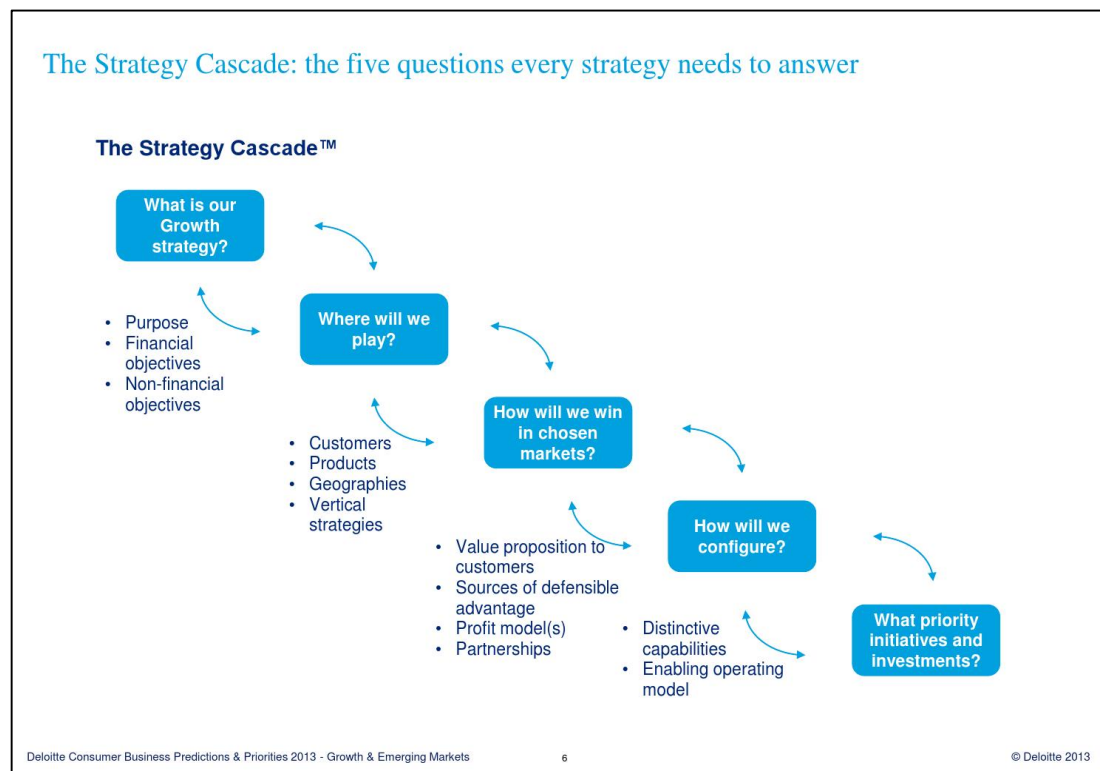 The Strategy Cascade: the five questions every strategy needs to answer
The Strategy Cascade™
What is our
Growth
strategy?
• Purpose
• Financial
objectives
• Non-financial
objectives
Where will we
play?
• Customers
• Products
• Geographies
• Vertical
strategies
How will we win
in chosen
markets?
• Value proposition to
customers
• Sources of defensible
advantage
• Profit model(s)
• Partnerships
How will we
configure?
• Distinctive
capabilities
• Enabling operating
model
What priority
initiatives and
investments?
Deloitte Consumer Business Predictions & Priorities 2013 - Growth & Emerging Markets
6
© Deloitte 2013